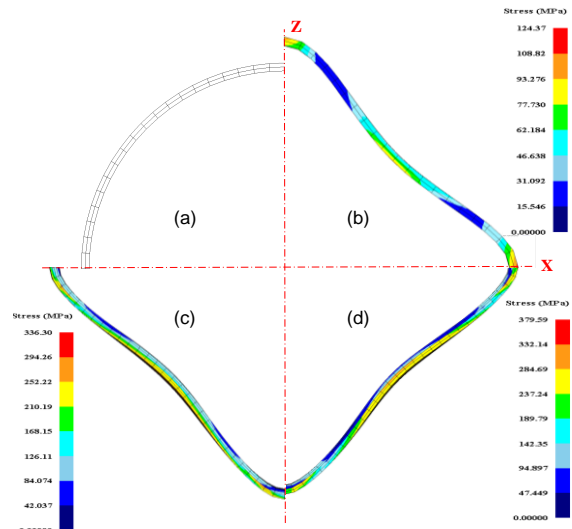 Stress (MPa)
124.37
108.82
93.276
77.730
62.184
46.638
31.092
15.546
0.00000
Z
(a)
(b)
X
(c)
(d)
Stress (MPa)
336.30
294.26
252.22
210.19
168.15
126.11
84.074
42.037
Stress (MPa)
379.59
332.14
284.69
237.24
189.79
142.35
94.897
47.449
0.00000